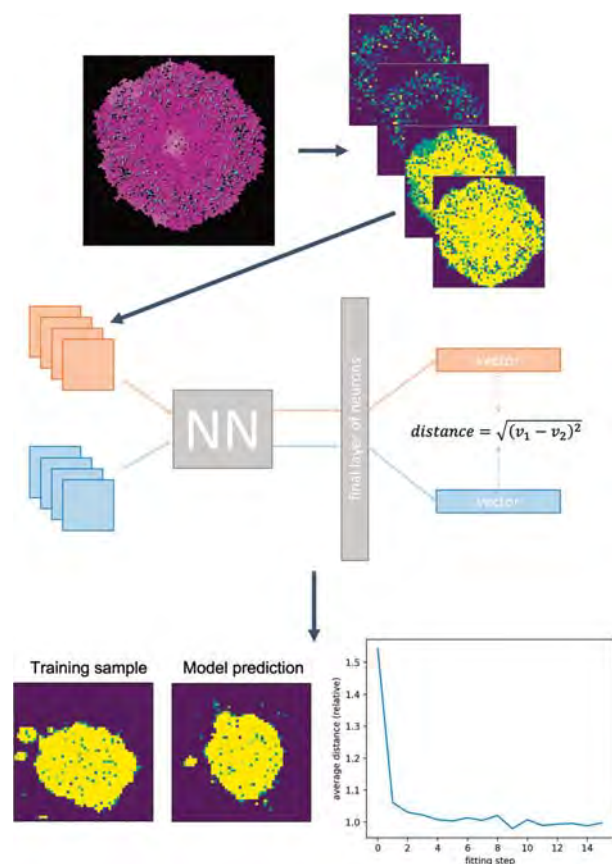 NN
final layer of neurons
vector
distance = √(v₁ − v₂)²
vector
Training sample
Model prediction
average distance (relative)
1.5
1.4
1.3
1.2
1.1
1.0
0 2 4 6 8 10 12 14
fitting step